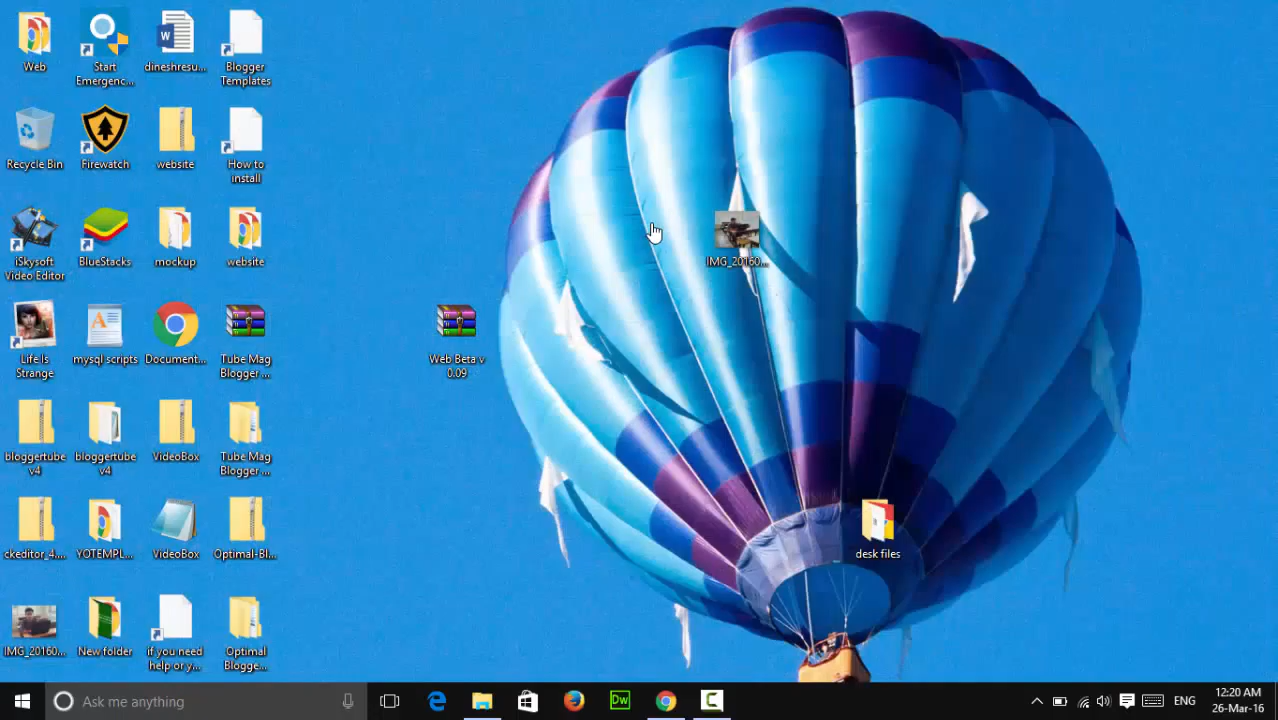 Web
Start
Emergenc...
dineshresu...
Blogger
Templates
Recycle Bin
Firewatch
website
How to
install
iSkysoft
Video Editor
BlueStacks
mockup
website
IMG_20160...
Life Is
Strange
mysql scripts
Document...
Tube Mag
Blogger ...
Web Beta v
0.09
bloggertube
v4
bloggertube
v4
VideoBox
Tube Mag
Blogger ...
ckeditor_4....
YOTEMPL...
VideoBox
Optimal-Bl...
desk files
IMG_20160...
New folder
if you need
help or y...
Optimal
Blogge...
Ask me anything
Dw
ENG
12:20 AM
26-Mar-16